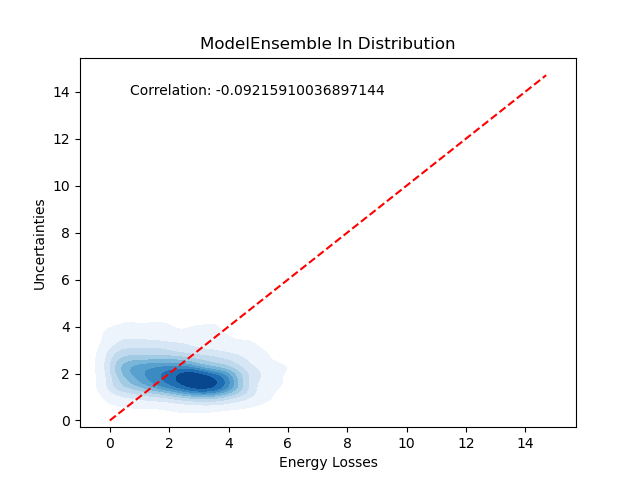 ModelEnsemble In Distribution
Correlation: -0.09215910036897144
Uncertainties
14
12
10
8
6
4
2
0
0 2 4 6 8 10 12 14
Energy Losses